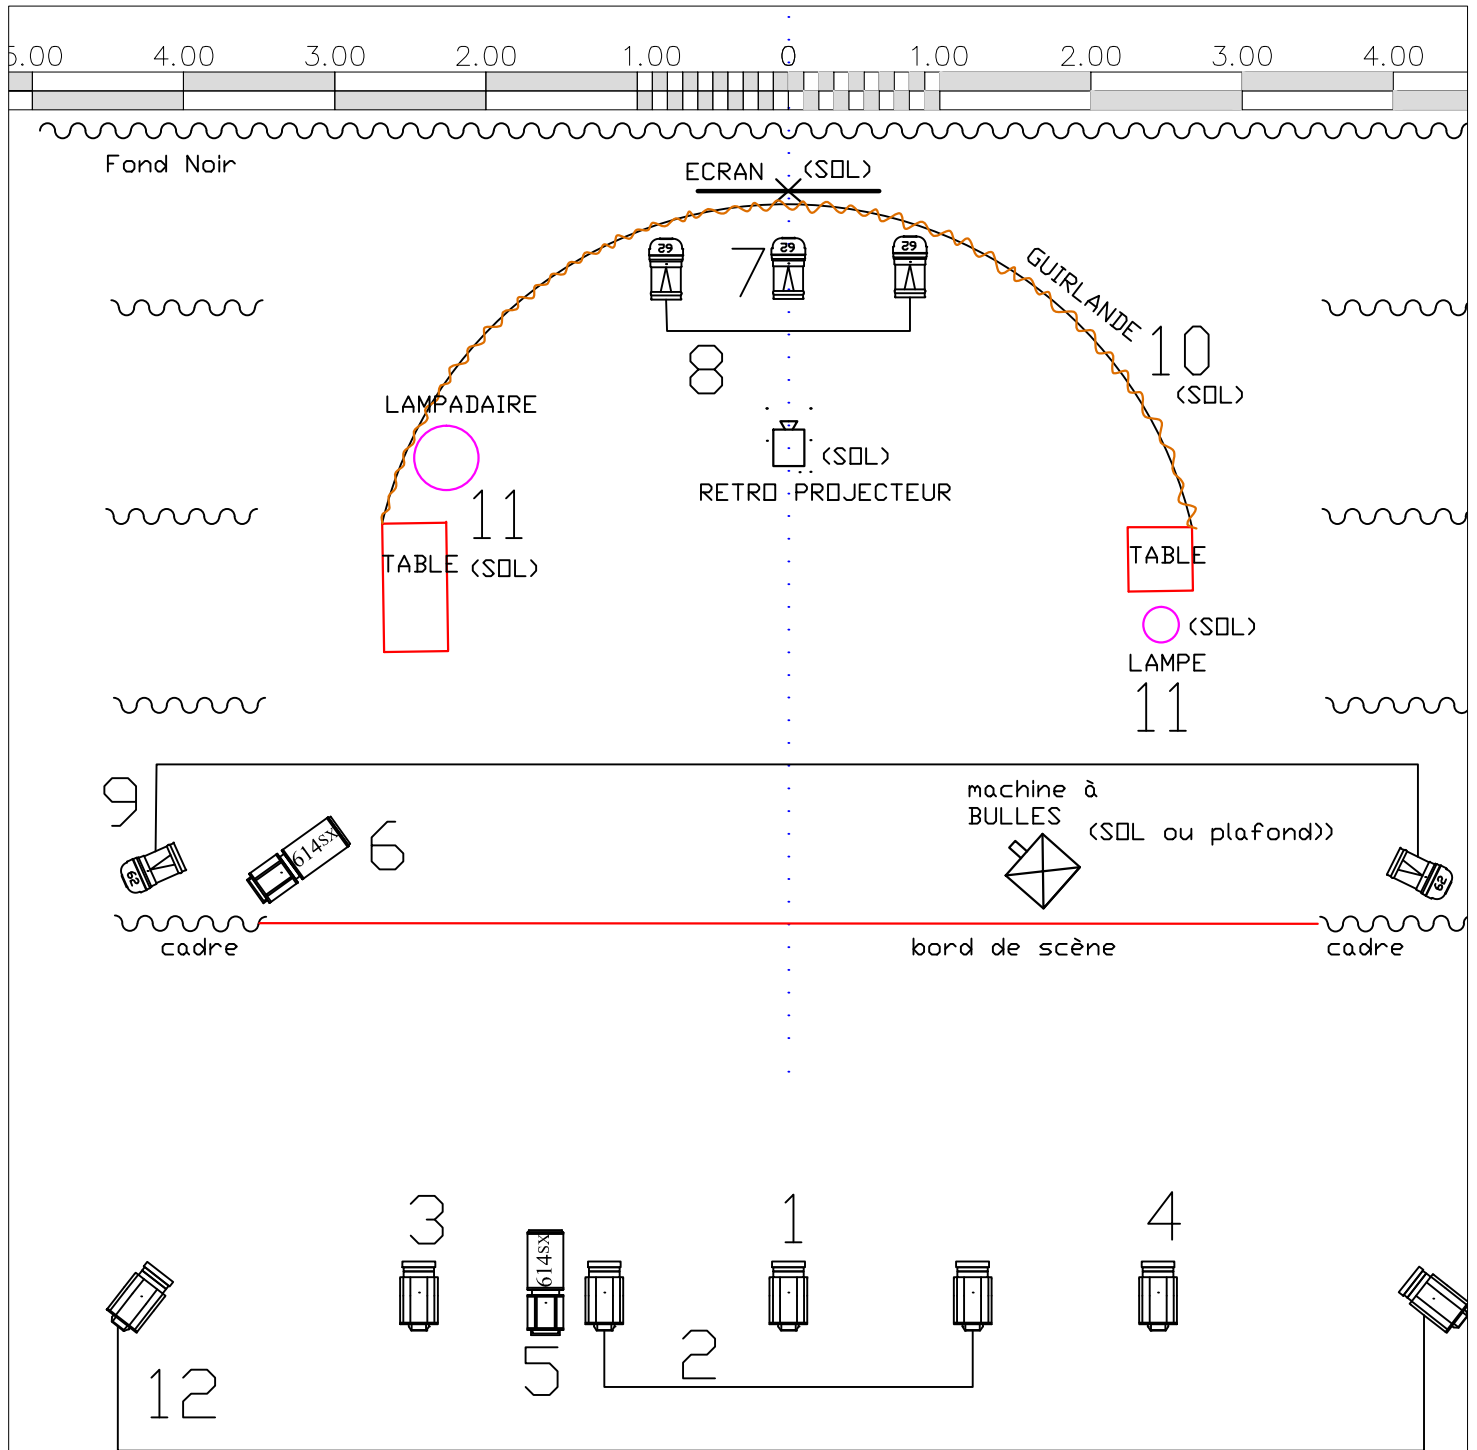 5.00 4.00 3.00 2.00 1.00 0 1.00 2.00 3.00 4.00
Fond Noir
ECRAN (SOL)
62 7 62 62
GUIRLANDE
10
(SOL)
8
LAMPADAIRE
11
(SOL)
RETRO PROJECTEUR
TABLE (SOL)
TABLE
(SOL)
LAMPE
11
9
machine à
BULLES
(SOL ou plafond))
6
614SX
62
62
cadre
bord de scène
cadre
3
1
4
614SX
5
2
12